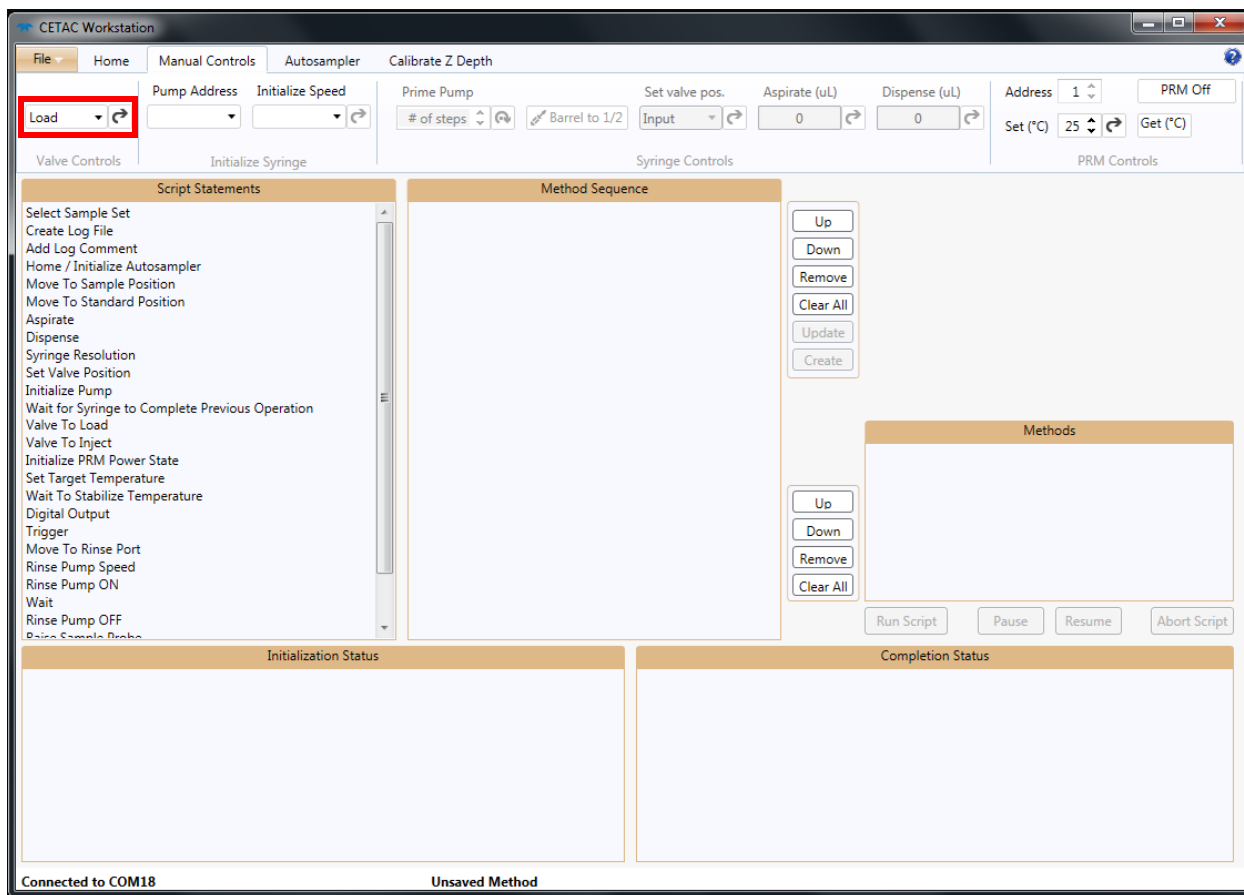 CETAC Workstation
File Home Manual Controls Autosampler Calibrate Z Depth
Pump Address Initialize Speed Prime Pump Set valve pos. Aspirate (uL) Dispense (uL) Address 1 PRM Off
Load # of steps Barrel to 1/2 Input 0 0 Set (°C) 25 Get (°C)
Valve Controls Initialize Syringe Syringe Controls PRM Controls
Script Statements
Select Sample Set
Create Log File
Add Log Comment
Home / Initialize Autosampler
Move To Sample Position
Move To Standard Position
Aspirate
Dispense
Syringe Resolution
Set Valve Position
Initialize Pump
Wait for Syringe to Complete Previous Operation
Valve To Load
Valve To Inject
Initialize PRM Power State
Set Target Temperature
Wait To Stabilize Temperature
Digital Output
Trigger
Move To Rinse Port
Rinse Pump Speed
Rinse Pump ON
Wait
Rinse Pump OFF
Raise Sample Probe
Method Sequence
Up
Down
Remove
Clear All
Update
Create
Methods
Up
Down
Remove
Clear All
Run Script Pause Resume Abort Script
Initialization Status
Completion Status
Connected to COM18
Unsaved Method